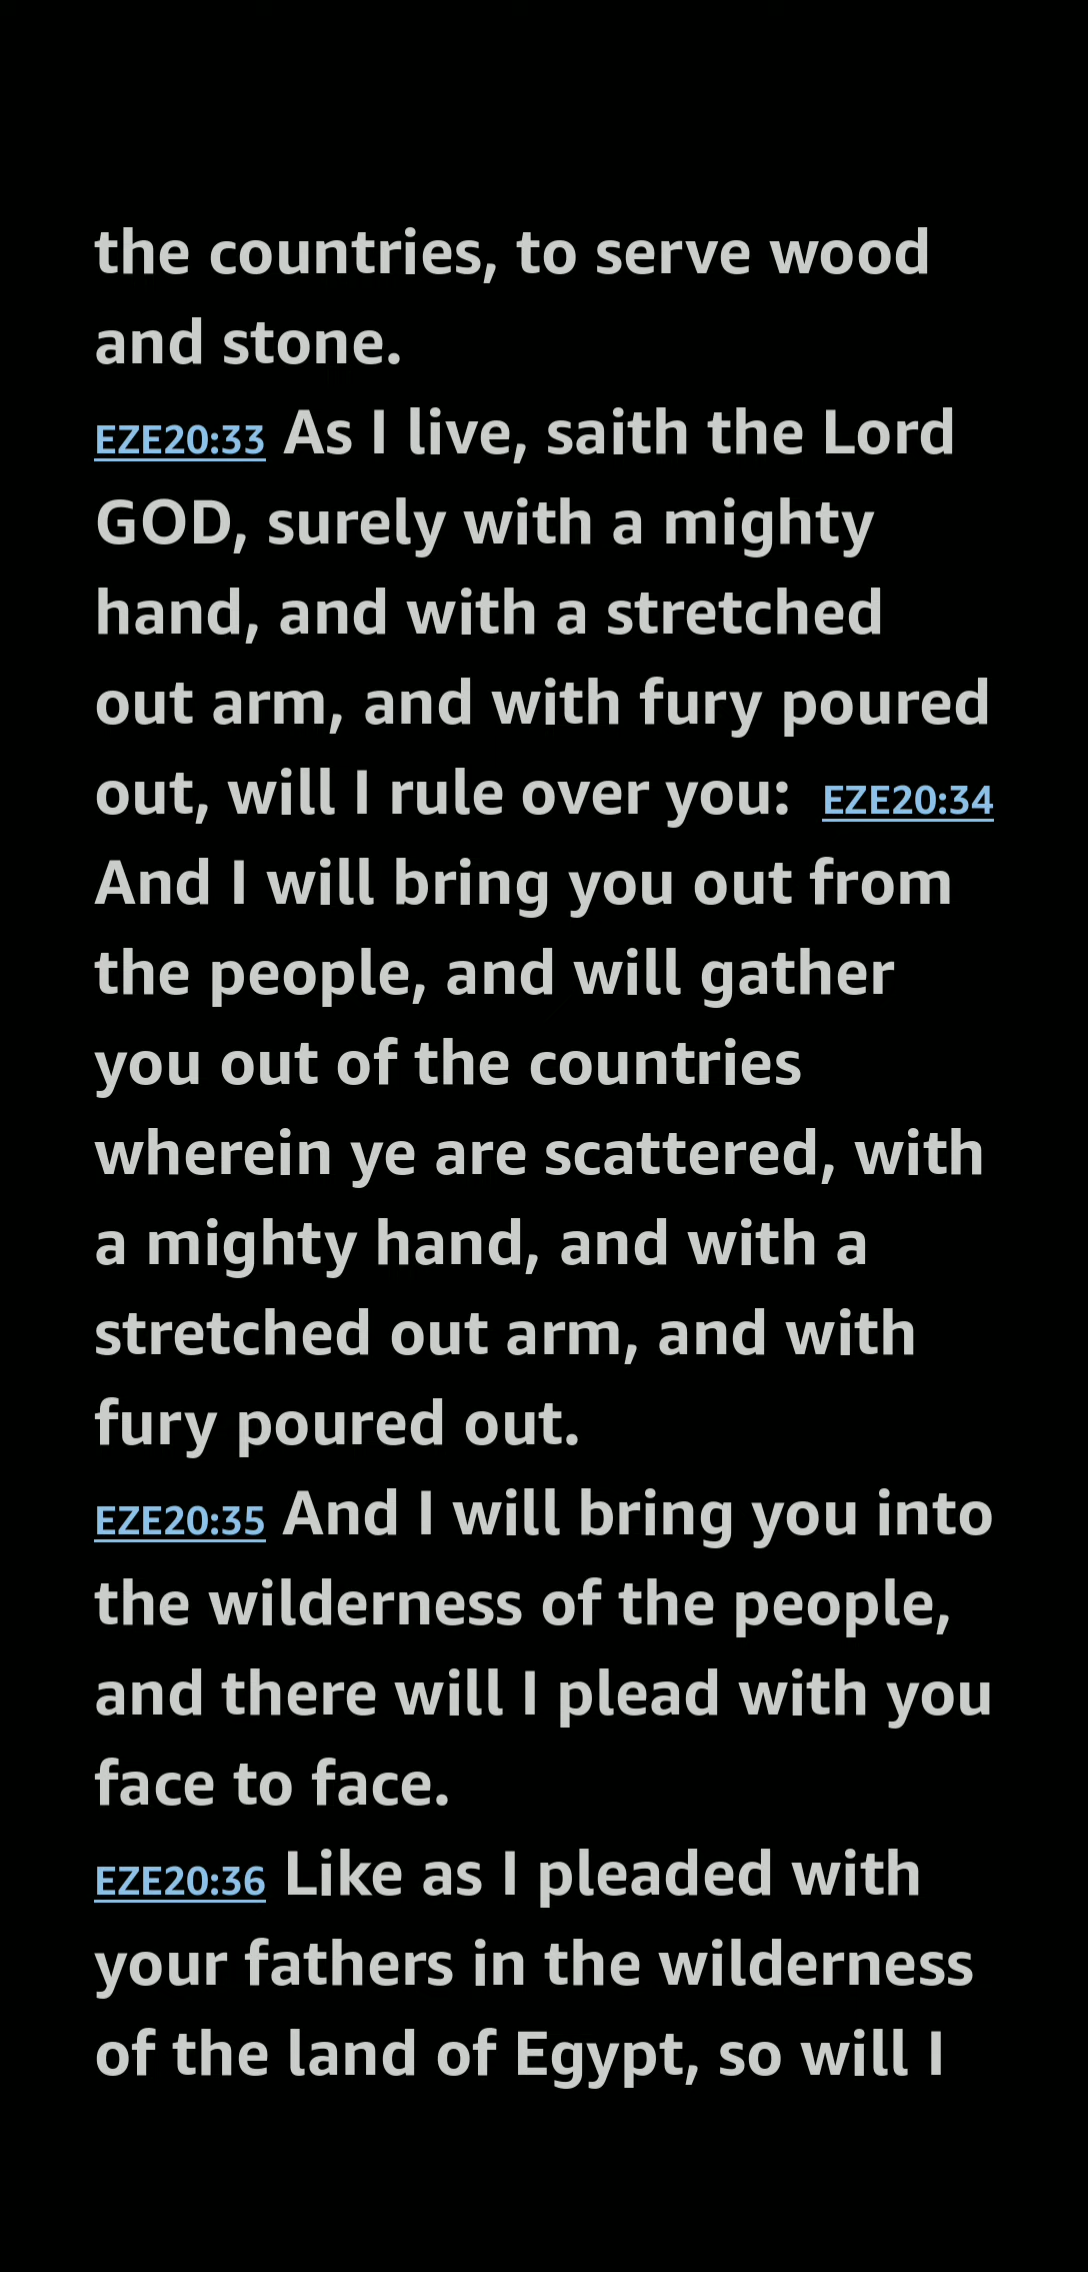 the countries, to serve wood
and stone.
EZE20:33 As I live, saith the Lord
GOD, surely with a mighty
hand, and with a stretched
out arm, and with fury poured
out, will I rule over you: EZE20:34
And I will bring you out from
the people, and will gather
you out of the countries
wherein ye are scattered, with
a mighty hand, and with a
stretched out arm, and with
fury poured out.
EZE20:35 And I will bring you into
the wilderness of the people,
and there will I plead with you
face to face.
EZE20:36 Like as I pleaded with
your fathers in the wilderness
of the land of Egypt, so will I